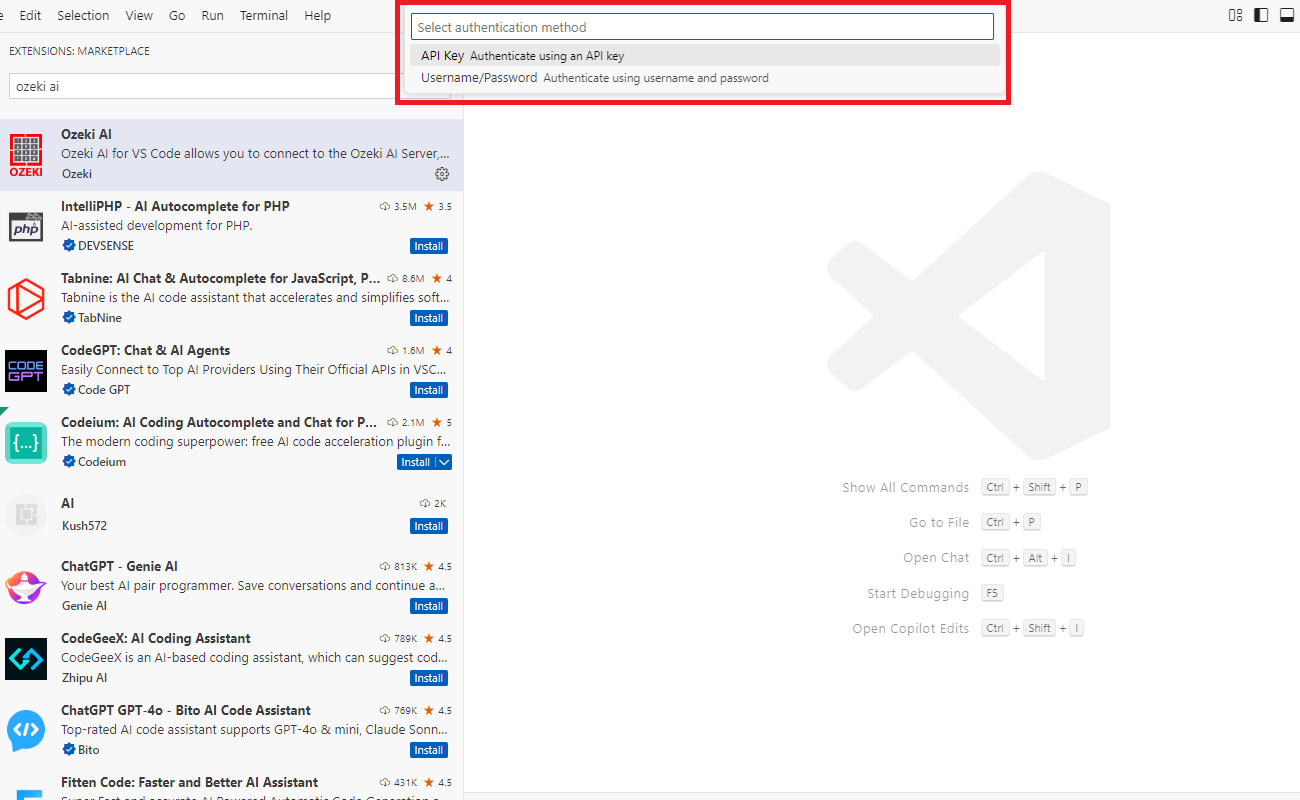 Edit Selection View Go Run Terminal Help
Select authentication method
API Key Authenticate using an API key
Username/Password Authenticate using username and password
EXTENSIONS: MARKETPLACE
ozeki ai
OZEKI
Ozeki AI
Ozeki AI for VS Code allows you to connect to the Ozeki AI Server,...
Ozeki
php
IntelliPHP - AI Autocomplete for PHP 3.5M 3.5
AI-assisted development for PHP.
DEVSENSE Install
Tabnine: AI Chat & Autocomplete for JavaScript, P... 8.6M 4
Tabnine is the AI code assistant that accelerates and simplifies soft...
TabNine Install
CODE
GPT
CodeGPT: Chat & AI Agents 1.6M 4
Easily Connect to Top AI Providers Using Their Official APIs in VSC...
Code GPT Install
{...}
Codeium: AI Coding Autocomplete and Chat for P... 2.1M 5
The modern coding superpower: free AI code acceleration plugin f...
Codeium Install
AI 2K
Kush572 Install
ChatGPT - Genie AI 813K 4.5
Your best AI pair programmer. Save conversations and continue a...
Genie AI Install
CodeGeeX: AI Coding Assistant 789K 4.5
CodeGeeX is an AI-based coding assistant, which can suggest cod...
Zhipu AI Install
</>
ChatGPT GPT-4o - Bito AI Code Assistant 769K 4.5
Top-rated AI code assistant supports GPT-4o & mini, Claude Sonn...
Bito Install
Fitten Code: Faster and Better AI Assistant 431K 4.5
Show All Commands Ctrl + Shift + P
Go to File Ctrl + P
Open Chat Ctrl + Alt + I
Start Debugging F5
Open Copilot Edits Ctrl + Shift + I